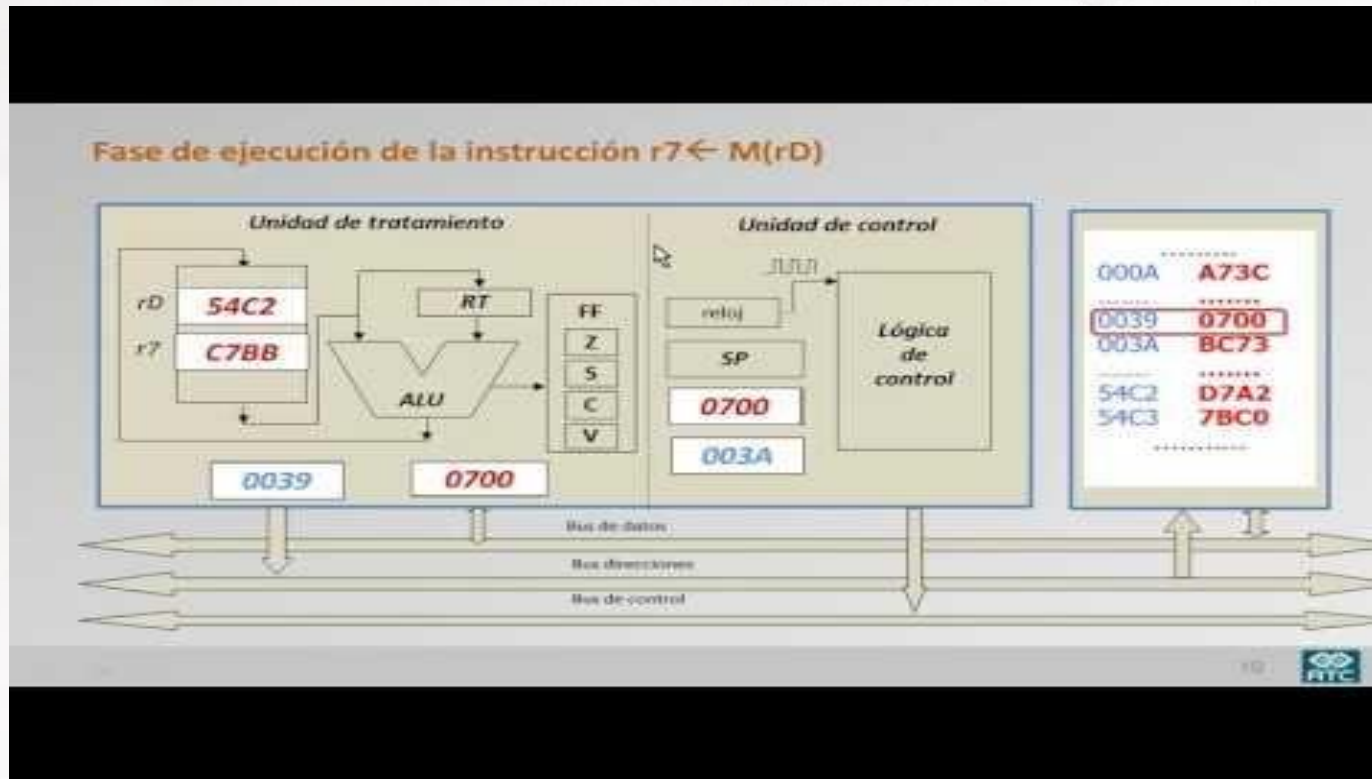 Fase de ejecución de la instrucción r7← M(rD)
Unidad de tratamiento
rD
54C2
r7
C7BB
RT
ALU
FF
Z
S
C
V
0039
0700
Unidad de control
reloj
SP
0700
003A
Lógica
de
control
..........
000A A73C
....... .......
0039 0700
003A BC73
....... .......
54C2 D7A2
54C3 7BC0
...........
Bus de datos
Bus direcciones
Bus de control
ATC